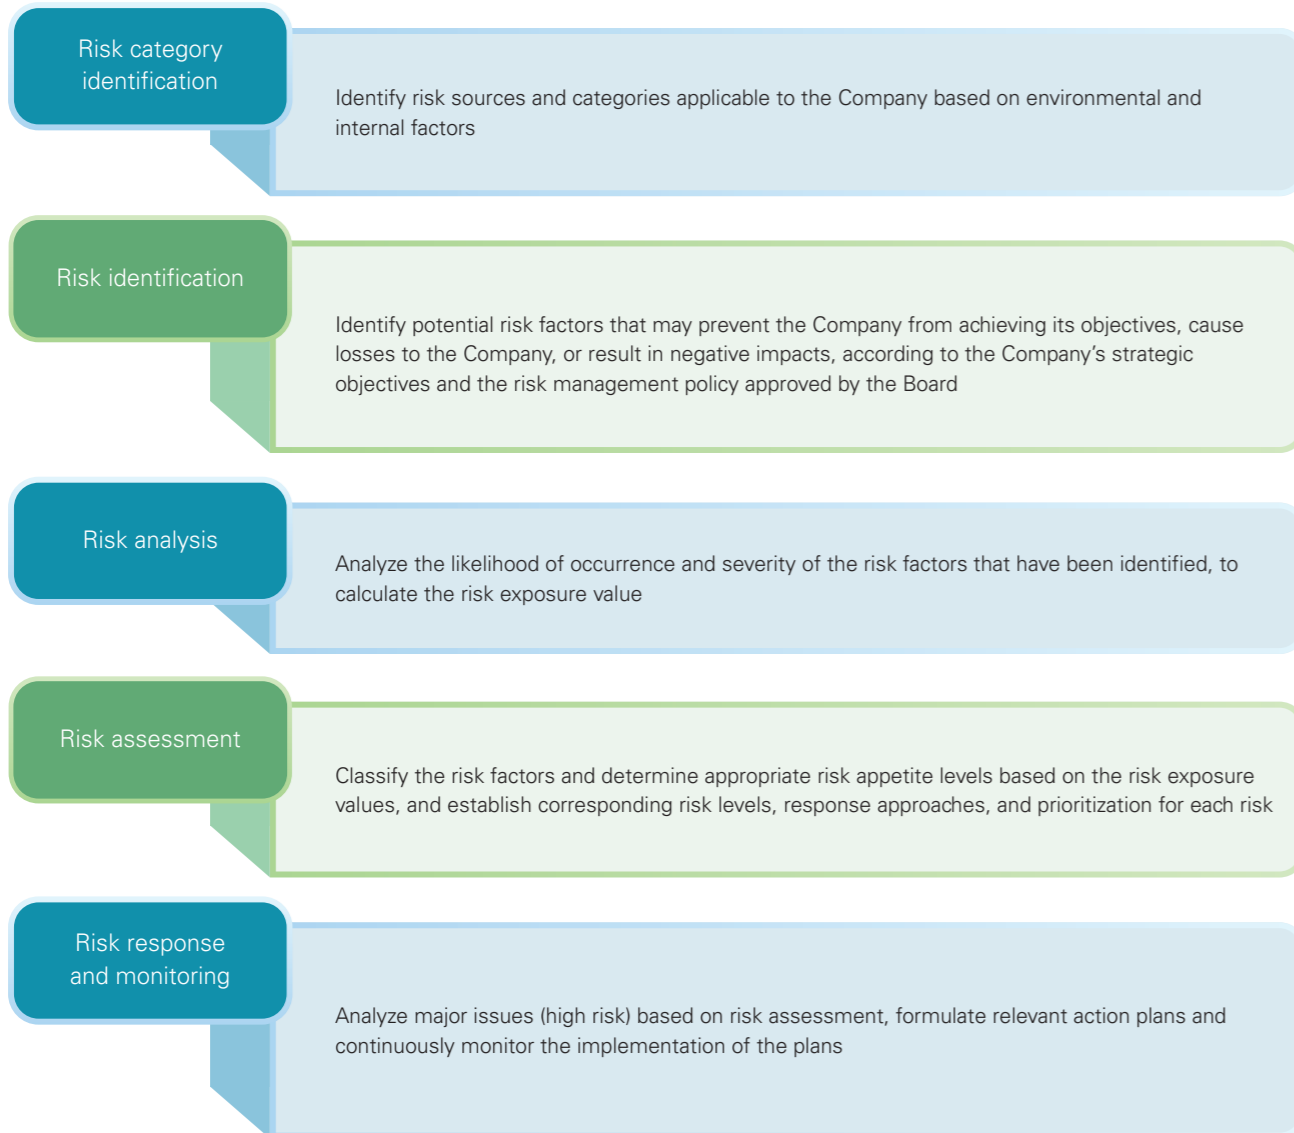 Risk category
identification
Identify risk sources and categories applicable to the Company based on environmental and
internal factors
Risk identification
Identify potential risk factors that may prevent the Company from achieving its objectives, cause
losses to the Company, or result in negative impacts, according to the Company's strategic
objectives and the risk management policy approved by the Board
Risk analysis
Analyze the likelihood of occurrence and severity of the risk factors that have been identified, to
calculate the risk exposure value
Risk assessment
Classify the risk factors and determine appropriate risk appetite levels based on the risk exposure
values, and establish corresponding risk levels, response approaches, and prioritization for each risk
Risk response
and monitoring
Analyze major issues (high risk) based on risk assessment, formulate relevant action plans and
continuously monitor the implementation of the plans